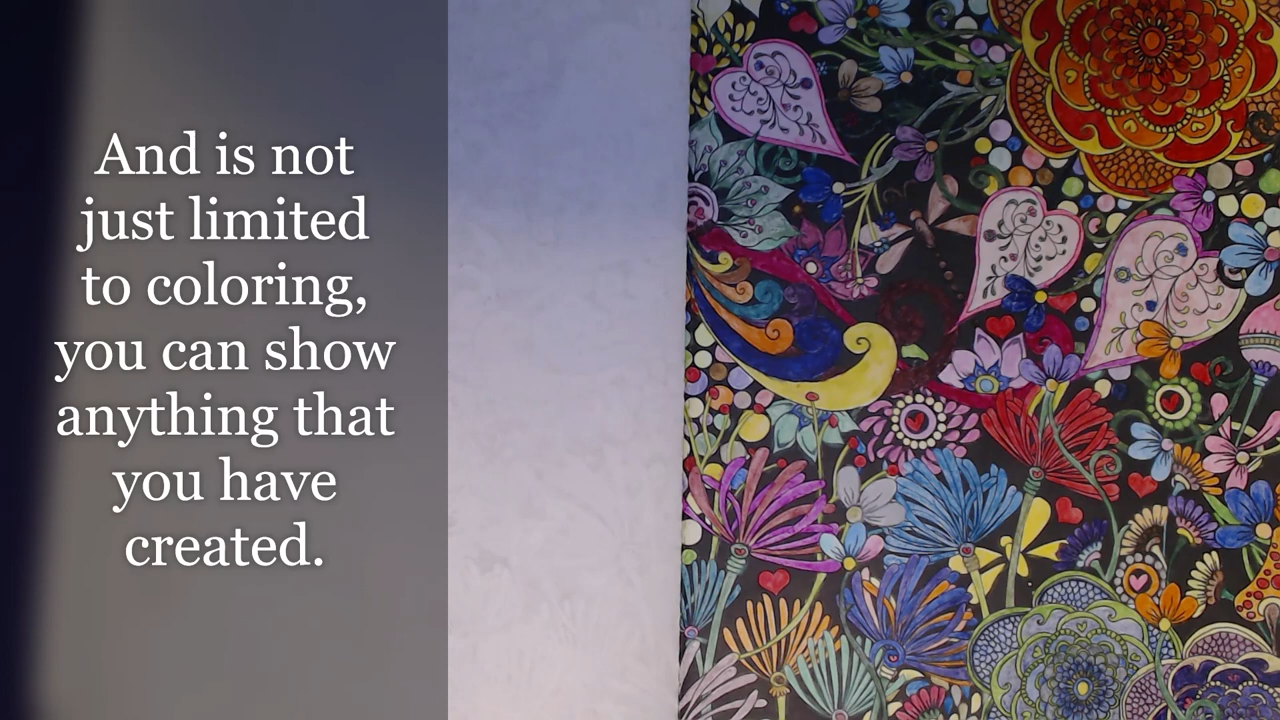 And is not
just limited
to coloring,
you can show
anything that
you have
created.